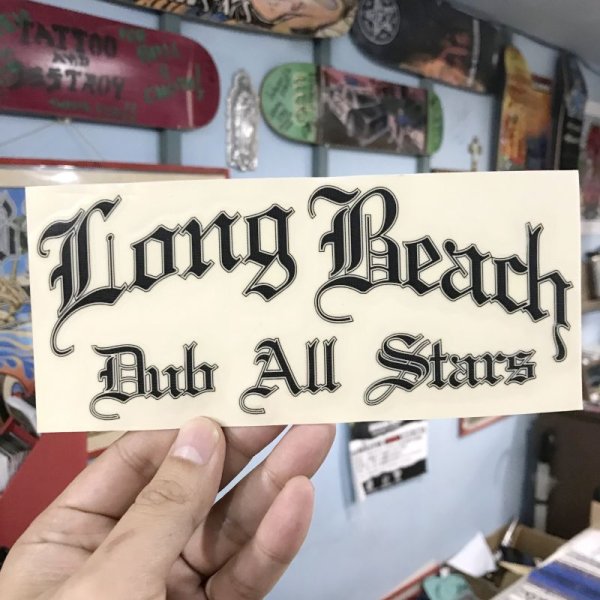 TATTOO
AND
DESTROY
Long Beach
Dub All Stars